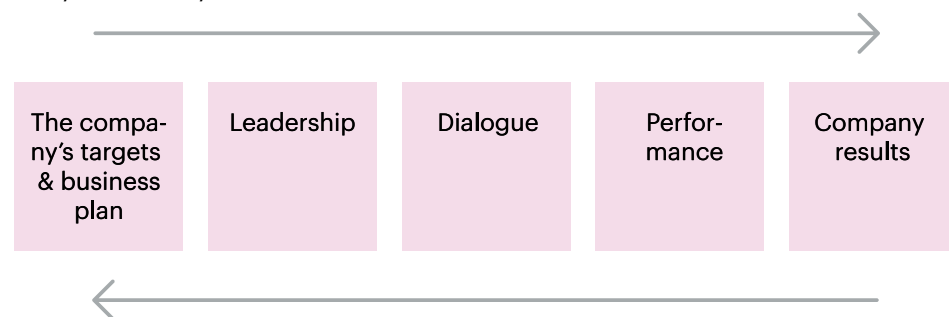 The compa-
ny's targets
& business
plan
Leadership
Dialogue
Perfor-
mance
Company
results